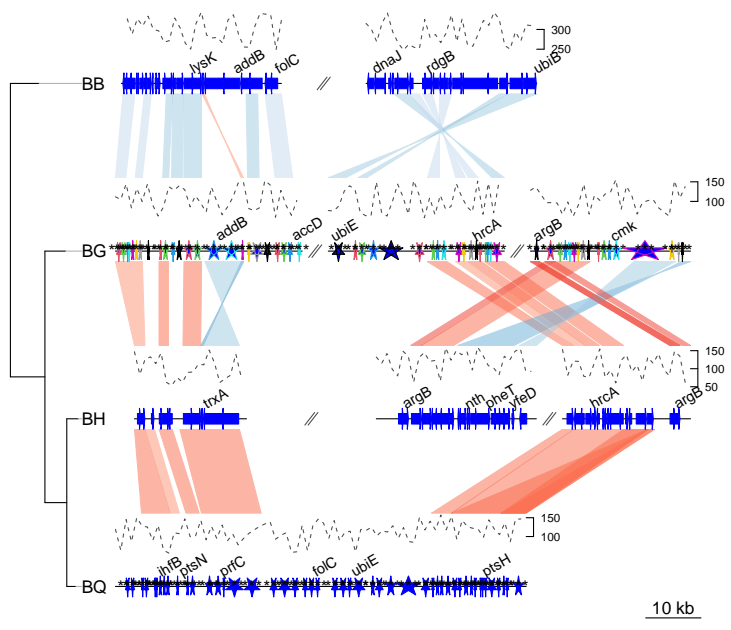 300
250
lysK addB folC dnaJ rdgB ubiB
BB //
150
100
addB accD ubiE hrcA argB cmk
BG // //
150
100
50
trxA argB nth pheT yfeD hrcA argB
BH // //
150
100
ihfB ptsN prfC folC ubiE ptsH
BQ
10 kb